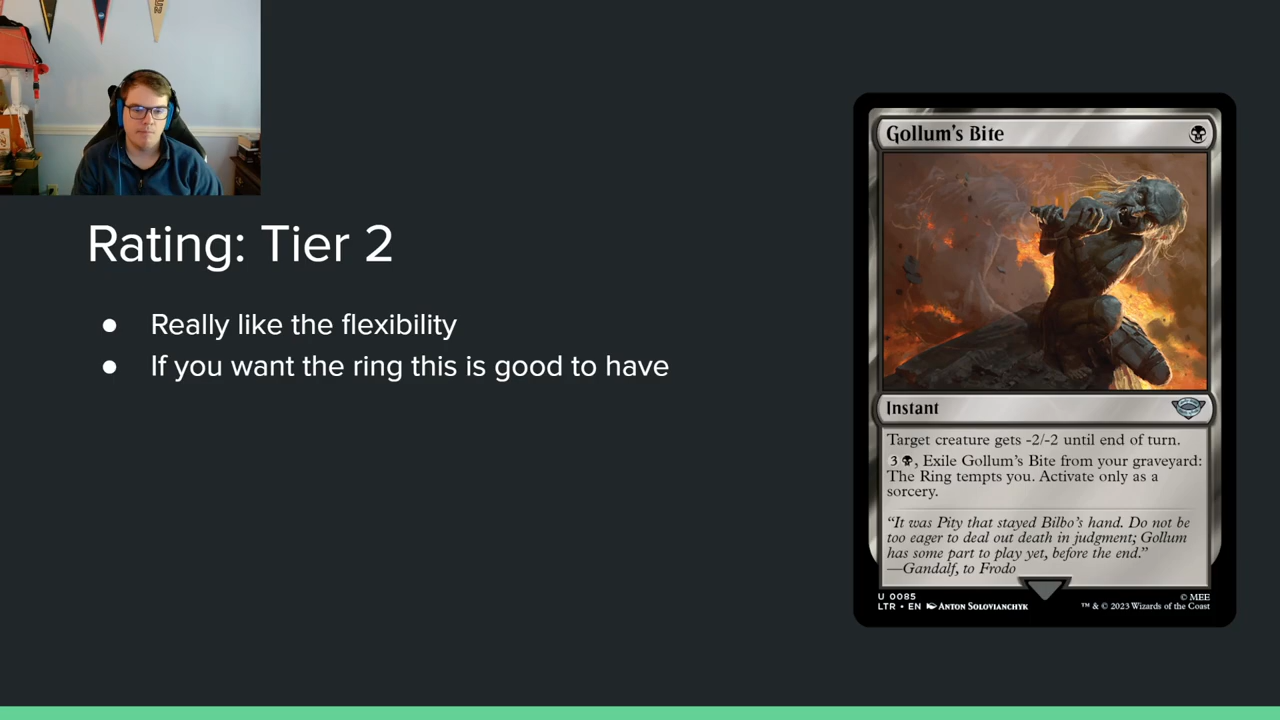 Rating: Tier 2
● Really like the flexibility
● If you want the ring this is good to have
Gollum's Bite
Instant
Target creature gets -2/-2 until end of turn.
3, Exile Gollum's Bite from your graveyard:
The Ring tempts you. Activate only as a
sorcery.
"It was Pity that stayed Bilbo's hand. Do not be
too eager to deal out death in judgment; Gollum
has some part to play yet, before the end."
—Gandalf, to Frodo
U 0085
LTR • EN Anton Solovianchyk
© MEE
™ & © 2023 Wizards of the Coast